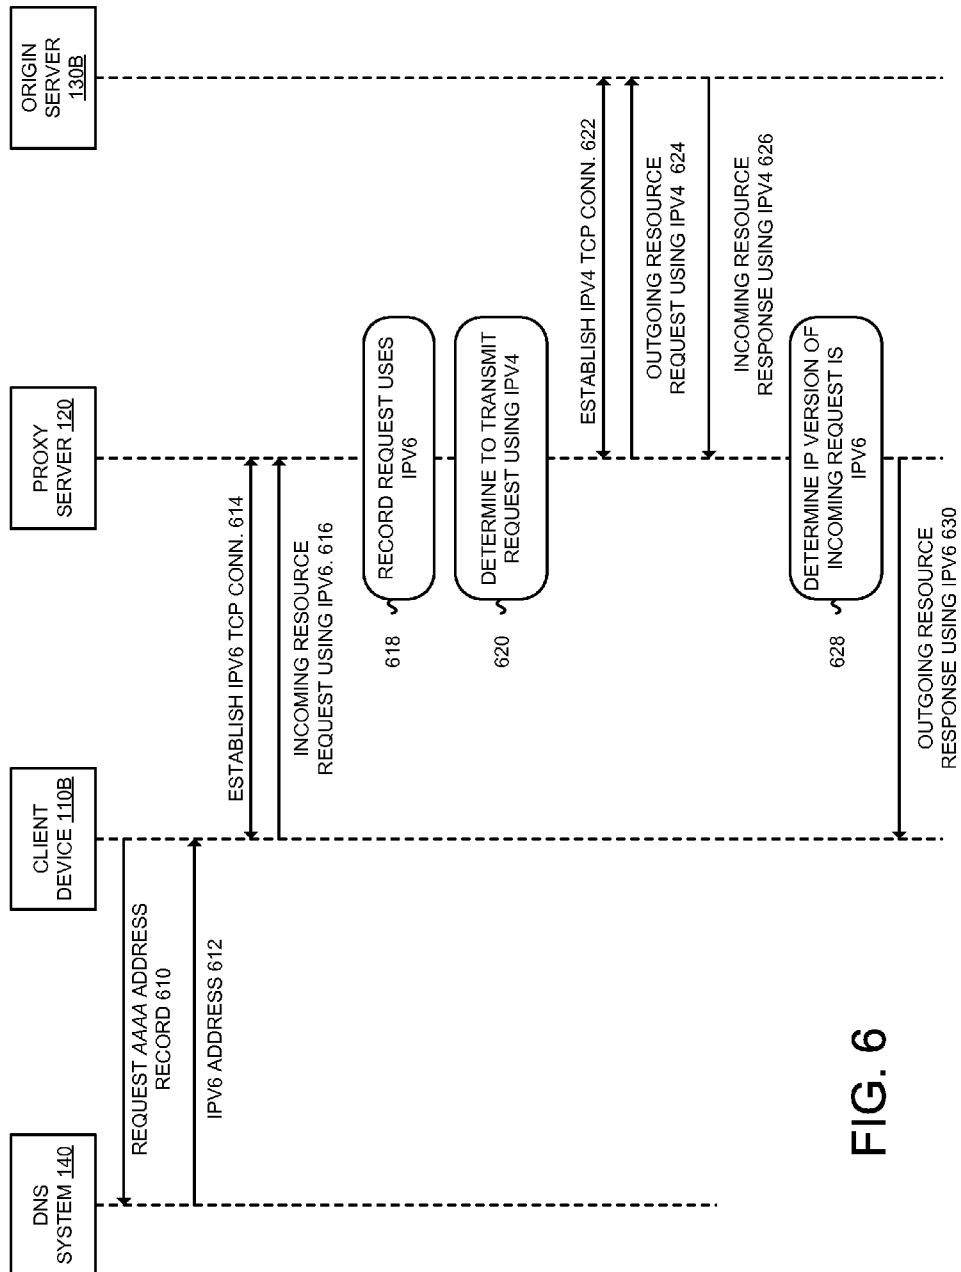 DNS
SYSTEM 140
CLIENT
DEVICE 110B
PROXY
SERVER 120
ORIGIN
SERVER
130B
REQUEST AAAA ADDRESS
RECORD 610
IPV6 ADDRESS 612
ESTABLISH IPV6 TCP CONN. 614
INCOMING RESOURCE
REQUEST USING IPV6. 616
RECORD REQUEST USES
IPV6
618
DETERMINE TO TRANSMIT
REQUEST USING IPV4
620
ESTABLISH IPV4 TCP CONN. 622
OUTGOING RESOURCE
REQUEST USING IPV4 624
INCOMING RESOURCE
RESPONSE USING IPV4 626
DETERMINE IP VERSION OF
INCOMING REQUEST IS
IPV6
628
OUTGOING RESOURCE
RESPONSE USING IPV6 630
FIG. 6